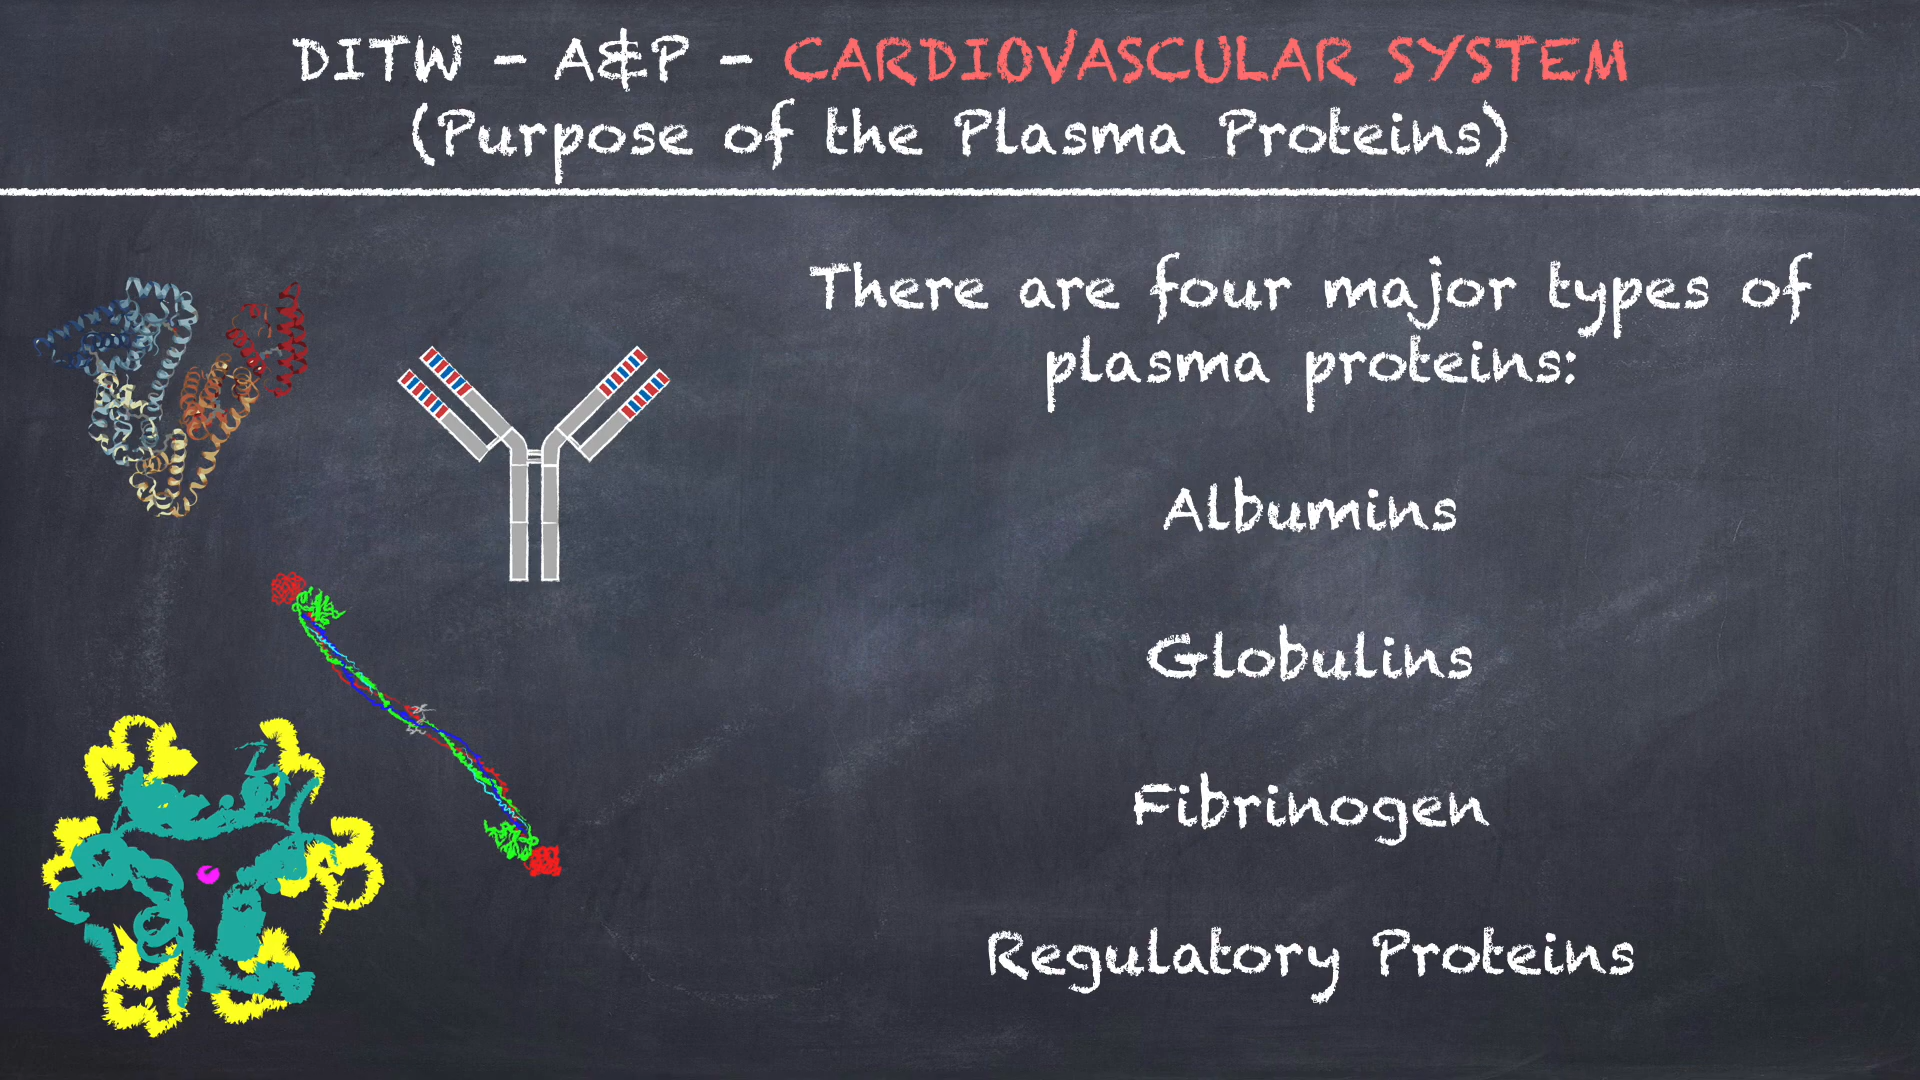 DITW - A&P - CARDIOVASCULAR SYSTEM
(Purpose of the Plasma Proteins)
There are four major types of
plasma proteins:
Albumins
Globulins
Fibrinogen
Regulatory Proteins